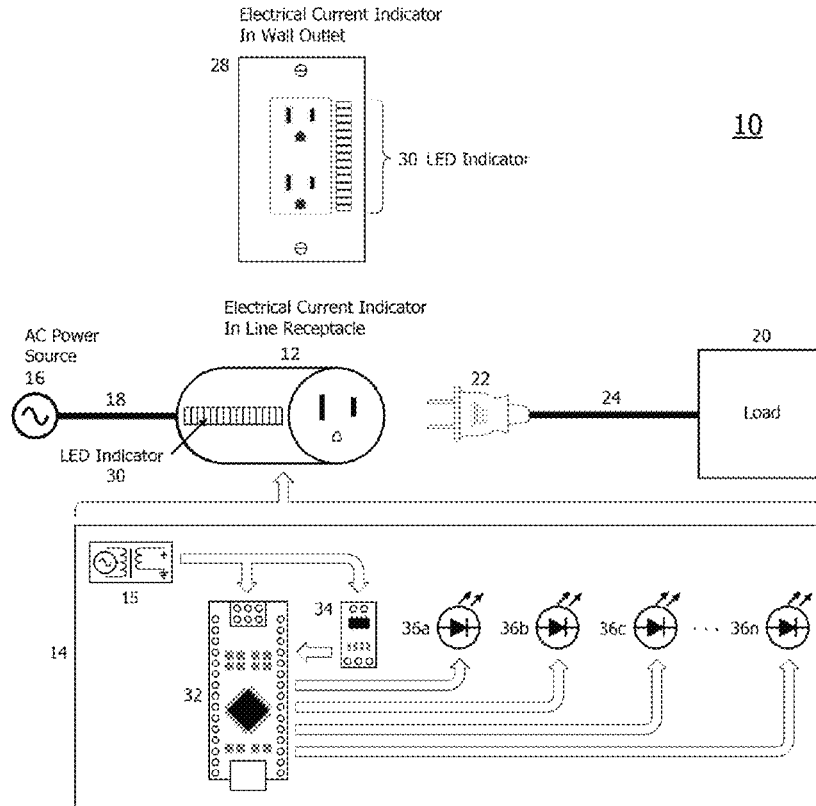 Electrical Current Indicator
In Wall Outlet
28
10
30 LED Indicator
Electrical Current Indicator
In Line Receptacle
12
AC Power
Source
16
18
LED Indicator
30
22
24
20
Load
14
15
34
32
36a
36b
36c
. . .
36n